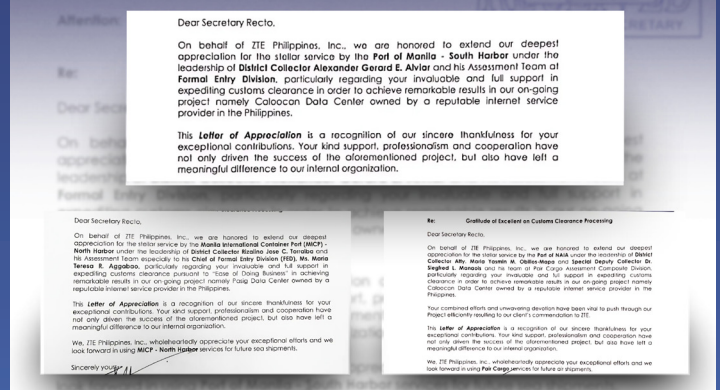 Attention:
RETARY
Dear Secretary Recto,
On behalf of ZTE Philippines, Inc., we are honored to extend our deepest
appreciation for the stellar service by the Port of Manila - South Harbor under the
leadership of District Collector Alexander Gerard E. Alviar and his Assessment Team at
Formal Entry Division, particularly regarding your invaluable and full support in
expediting customs clearance in order to achieve remarkable results in our on-going
project namely Caloocan Data Center owned by a reputable internet service
provider in the Philippines.
This Letter of Appreciation is a recognition of our sincere thankfulness for your
exceptional contributions. Your kind support, professionalism and cooperation have
not only driven the success of the aforementioned project, but also have left a
meaningful difference to our internal organization.
Re:
Dear Secr
On beha
appreciat
leadership
Formal Entry Division
Dear Secretary Recto,
On behalf of ZTE Philippines, Inc., we are honored to extend our deepest
appreciation for the stellar service by the Manila International Container Port (MICP) -
North Harbor under the leadership of District Collector Rizalino Jose C. Torralba and
his Assessment Team especially to his Chief of Formal Entry Division (FED), Ms. Maria
Teresa R. Aggabao, particularly regarding your invaluable and full support in
expediting customs clearance pursuant to "Ease of Doing Business" in achieving
remarkable results in our on-going project namely Pasig Data Center owned by a
reputable internet service provider in the Philippines.
This Letter of Appreciation is a recognition of our sincere thankfulness for your
exceptional contributions. Your kind support, professionalism and cooperation have
not only driven the success of the aforementioned project, but also have left a
meaningful difference to our internal organization.
We, ZTE Philippines, Inc., wholeheartedly appreciate your exceptional efforts and we
look forward in using MICP - North Harbor services for future sea shipments.
Sincerely yours,
Re: Gratitude of Excellent on Customs Clearance Processing
Dear Secretary Recto,
On behalf of ZTE Philippines, Inc., we are honored to extend our deepest
appreciation for the stellar service by the Port of NAIA under the leadership of District
Collector Atty. Maria Yasmin M. Obillos-Mapa and Special Deputy Collector Dr.
Siegfred L. Manaois and his team at Pair Cargo Assessment Composite Division,
particularly regarding your invaluable and full support in expediting customs
clearance in order to achieve remarkable results in our on-going project namely
Caloocan Data Center owned by a reputable internet service provider in the
Philippines.
Your combined efforts and unwavering devotion have been vital to push through our
Project efficiently resulting to our client's commendation to ZTE.
This Letter of Appreciation is a recognition of our sincere thankfulness for your
exceptional contributions. Your kind support, professionalism and cooperation have
not only driven the success of the aforementioned project, but also have left a
meaningful difference to our internal organization.
We, ZTE Philippines, Inc., wholeheartedly appreciate your exceptional efforts and we
look forward in using Pair Cargo services for future air shipments.